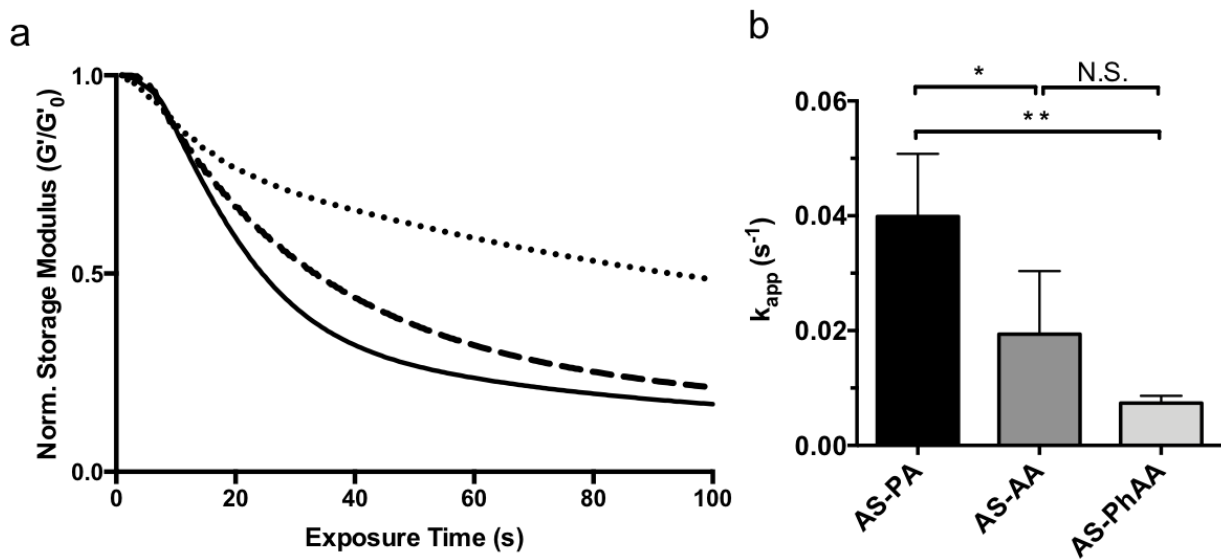 a
Norm. Storage Modulus (G'/G'₀)
1.0
0.5
0.0
0 20 40 60 80 100
Exposure Time (s)
b
* N.S.
**
k_app (s⁻¹)
0.06
0.04
0.02
0.00
AS-PA
AS-AA
AS-PhAA